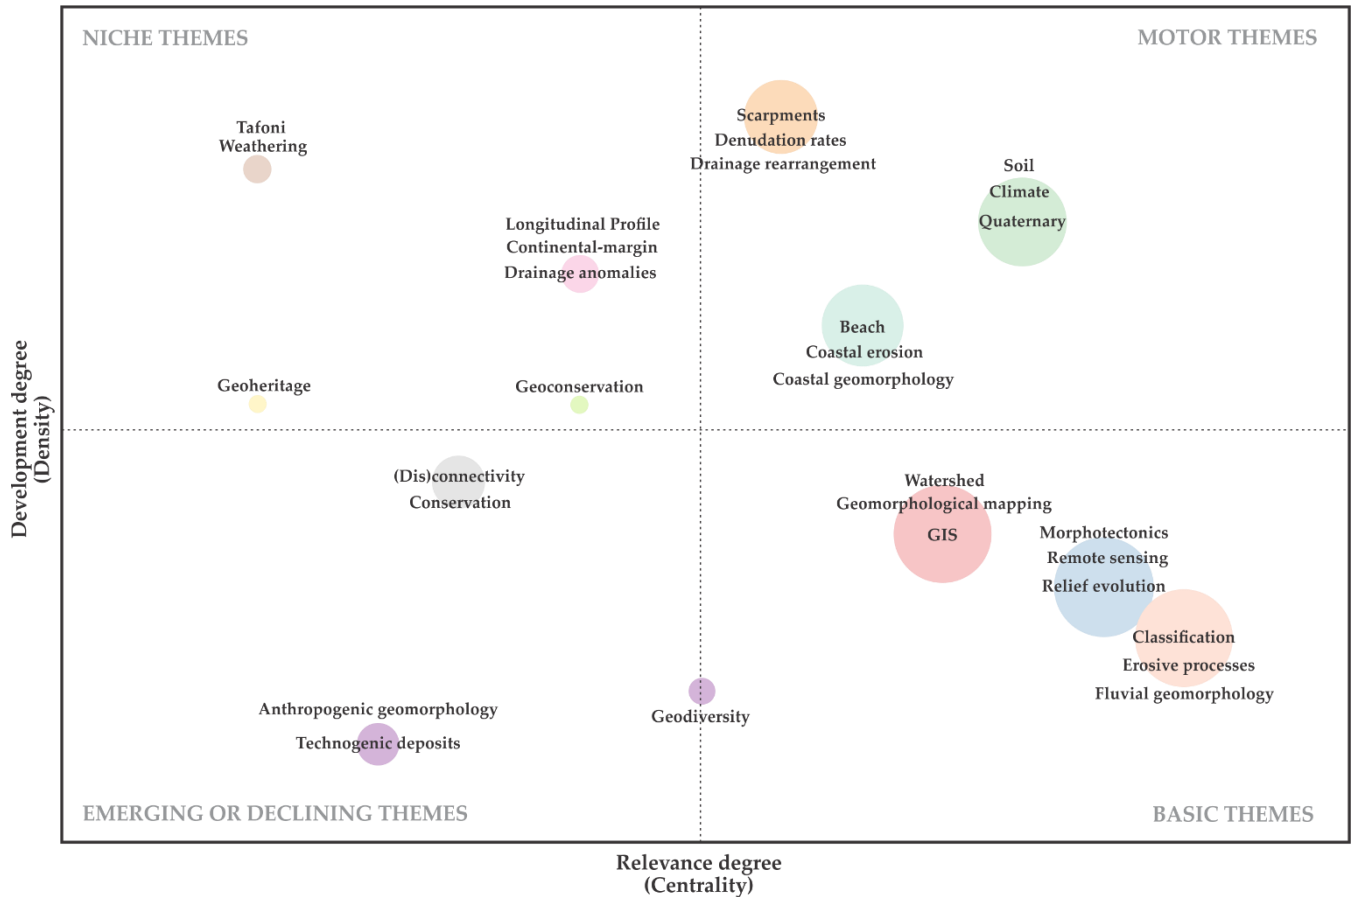 NICHE THEMES
MOTOR THEMES
Tafoni
Weathering
Scarpments
Denudation rates
Drainage rearrangement
Soil
Climate
Quaternary
Longitudinal Profile
Continental-margin
Drainage anomalies
Beach
Coastal erosion
Coastal geomorphology
Geoheritage
Geoconservation
Development degree
(Density)
(Dis)connectivity
Conservation
Watershed
Geomorphological mapping
GIS
Morphotectonics
Remote sensing
Relief evolution
Classification
Erosive processes
Fluvial geomorphology
Anthropogenic geomorphology
Technogenic deposits
Geodiversity
EMERGING OR DECLINING THEMES
BASIC THEMES
Relevance degree
(Centrality)